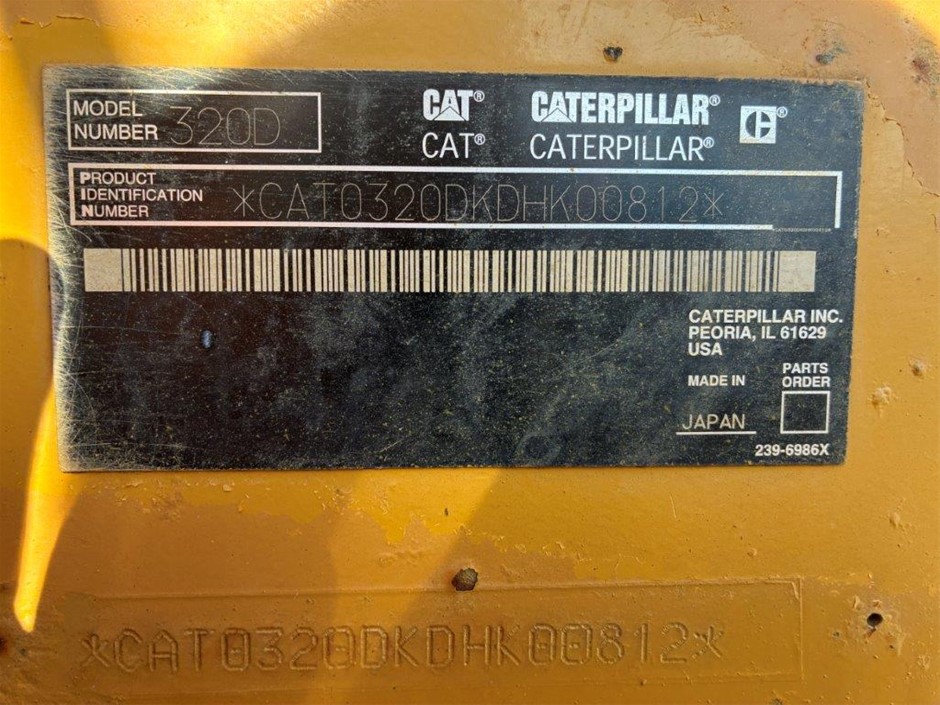 MODEL
NUMBER 320D
CAT® CATERPILLAR®
CAT® CATERPILLAR®
PRODUCT
IDENTIFICATION
NUMBER *CAT0320DKDHK00812*
CATERPILLAR INC.
PEORIA, IL 61629
USA
MADE IN
JAPAN
PARTS
ORDER
239-6986X
*CAT0320DKDHK00812*